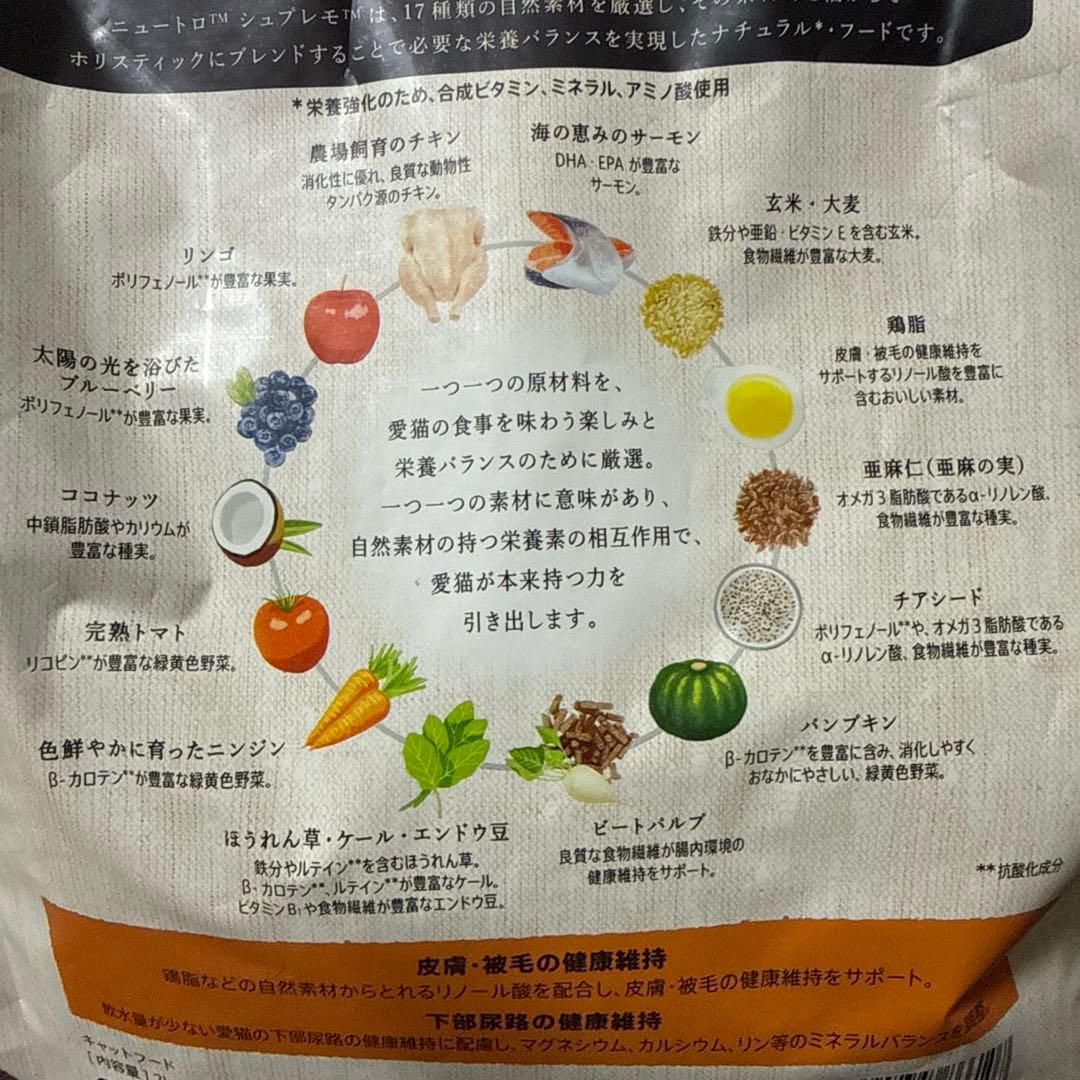 ニュートロ™ シュプレモ™は、17種類の自然素材を厳選し、その
ホリスティックにブレンドすることで必要な栄養バランスを実現したナチュラル*・フードです。
*栄養強化のため、合成ビタミン、ミネラル、アミノ酸使用
農場飼育のチキン
消化性に優れ、良質な動物性
タンパク源のチキン。
海の恵みのサーモン
DHA・EPAが豊富な
サーモン。
玄米・大麦
鉄分や亜鉛・ビタミンEを含む玄米。
食物繊維が豊富な大麦。
リンゴ
ポリフェノール**が豊富な果実。
鶏脂
皮膚・被毛の健康維持を
サポートするリノール酸を豊富に
含むおいしい素材。
太陽の光を浴びた
ブルーベリー
ポリフェノール**が豊富な果実。
一つ一つの原材料を、
愛猫の食事を味わう楽しみと
栄養バランスのために厳選。
一つ一つの素材に意味があり、
自然素材の持つ栄養素の相互作用で、
愛猫が本来持つ力を
引き出します。
亜麻仁(亜麻の実)
オメガ3脂肪酸であるα-リノレン酸、
食物繊維が豊富な種実。
ココナッツ
中鎖脂肪酸やカリウムが
豊富な種実。
チアシード
ポリフェノール**や、オメガ3脂肪酸である
α-リノレン酸、食物繊維が豊富な種実。
完熟トマト
リコピン**が豊富な緑黄色野菜。
パンプキン
β-カロテン**を豊富に含み、消化しやすく
おなかにやさしい、緑黄色野菜。
色鮮やかに育ったニンジン
β-カロテン**が豊富な緑黄色野菜。
ほうれん草・ケール・エンドウ豆
鉄分やルテイン**を含むほうれん草。
β-カロテン**、ルテイン**が豊富なケール。
ビタミンB1や食物繊維が豊富なエンドウ豆。
ビートパルプ
良質な食物繊維が腸内環境の
健康維持をサポート。
**抗酸化成分
皮膚・被毛の健康維持
鶏脂などの自然素材からとれるリノール酸を配合し、皮膚・被毛の健康維持をサポート。
下部尿路の健康維持
飲水量が少ない愛猫の下部尿路の健康維持に配慮し、マグネシウム、カルシウム、リン等のミネラルバランスを調整。
キャットフード
[内容量